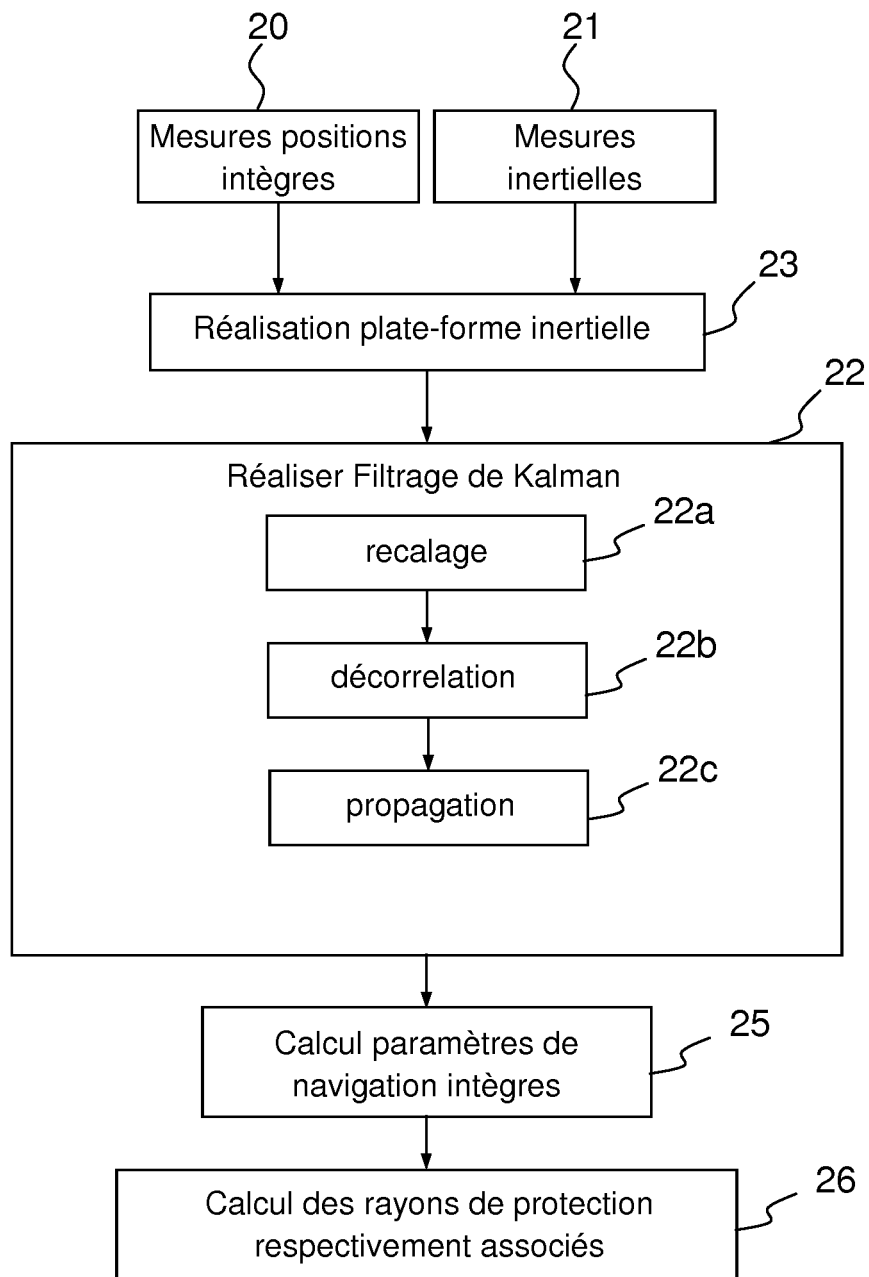 20
21
Mesures positions
intègres
Mesures
inertielles
23
Réalisation plate-forme inertielle
22
Réaliser Filtrage de Kalman
22a
recalage
22b
décorrelation
22c
propagation
25
Calcul paramètres de
navigation intègres
26
Calcul des rayons de protection
respectivement associés